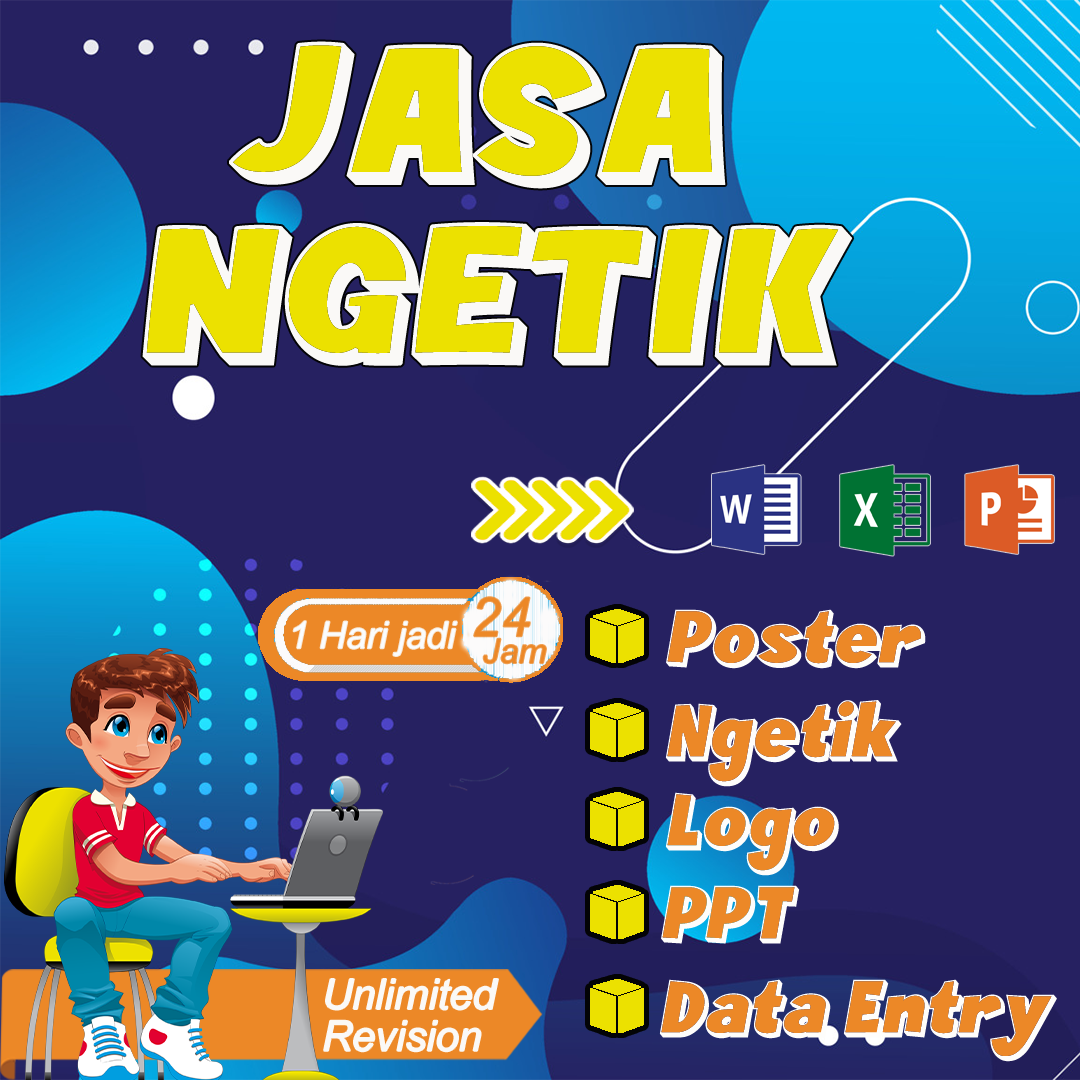 JASA
NGETIK
W X P
1 Hari jadi 24
Jam
Poster
Ngetik
Logo
PPT
Data Entry
Unlimited
Revision